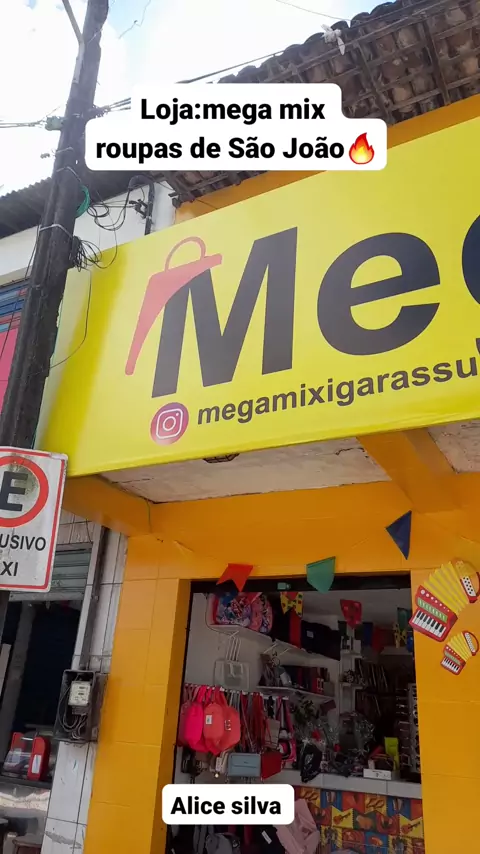 Loja:mega mix
roupas de São João🔥
Me
megamixigarassu
E
USIVO
XI
Alice silva